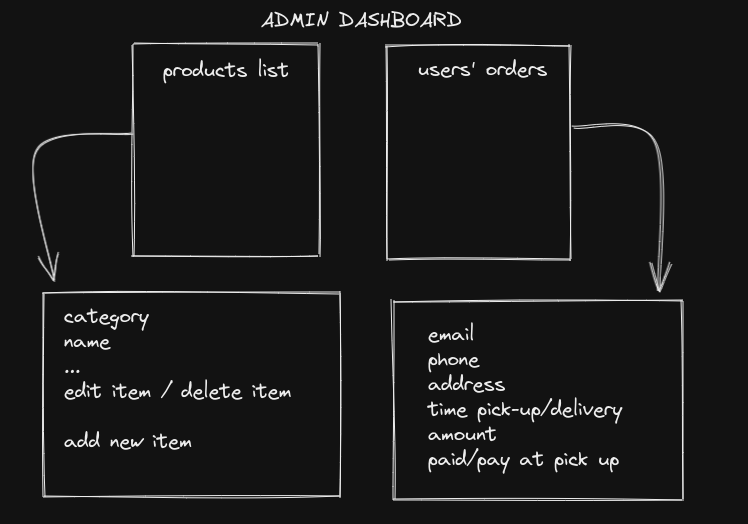 ADMIN DASHBOARD
products list
users' orders
category
name
...
edit item / delete item
add new item
email
phone
address
time pick-up/delivery
amount
paid/pay at pick up